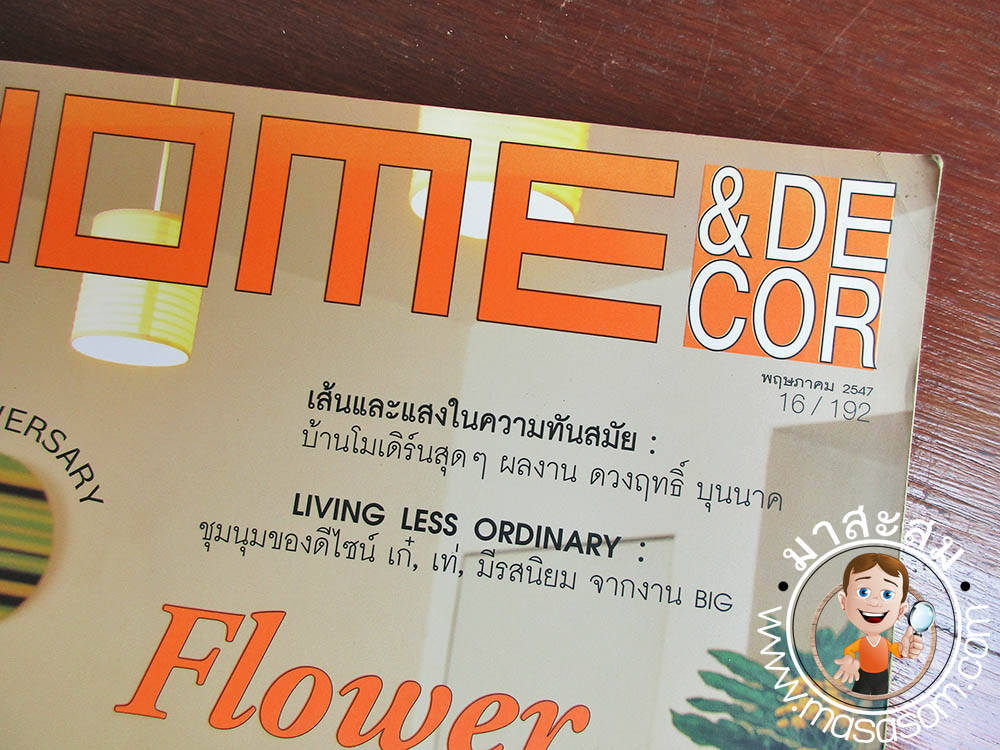 HOME
& DE
COR
พฤษภาคม 2547
16 / 192
เส้นและแสงในความทันสมัย :
บ้านโมเดิร์นสุดๆ ผลงาน ดวงฤทธิ์ บุนนาค
VERSARY
LIVING LESS ORDINARY :
ชุมนุมของดีไซน์ เก๋, เท่, มีรสนิยม จากงาน BIG
Flower
มาสะสม
www.masasom.com